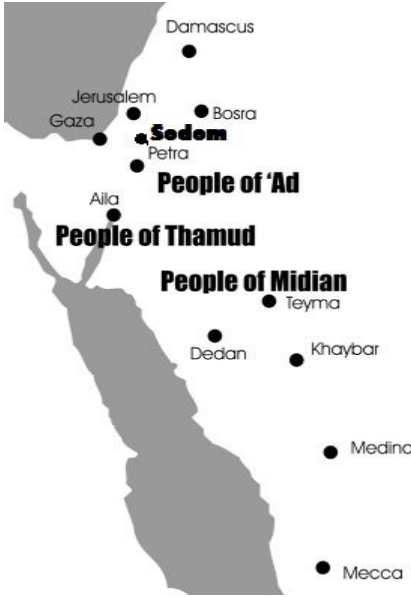 Damascus
Jerusalem
Bosra
Gaza
Sodom
Petra
People of ‘Ad
Aila
People of Thamud
People of Midian
Teyma
Dedan
Khaybar
Medina
Mecca